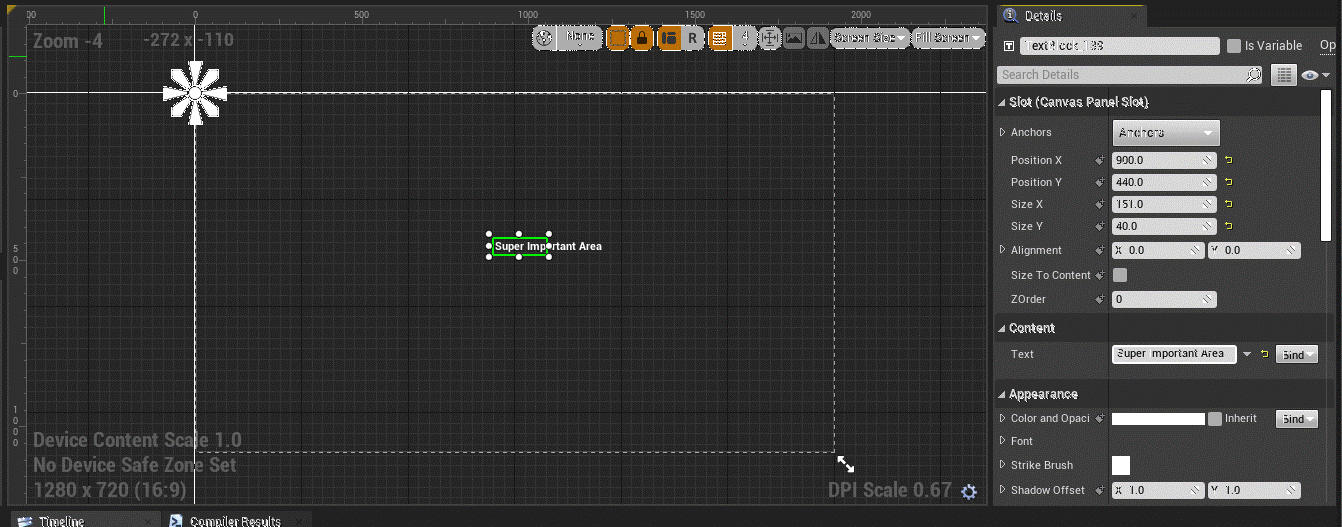 00 0 500 1000 1500 2000
Zoom -4 -272 x -110
None R 4 Screen Size Fill Screen
0
500
1000
Super Important Area
Device Content Scale 1.0
No Device Safe Zone Set
1280 x 720 (16:9) DPI Scale 0.67
Timeline Compiler Results
Details
Is Variable Op
Search Details
Slot (Canvas Panel Slot)
Anchors Anchors
Position X 900.0
Position Y 440.0
Size X 151.0
Size Y 40.0
Alignment X 0.0 Y 0.0
Size To Content
ZOrder 0
Content
Text Super Important Area Bind
Appearance
Color and Opaci Inherit Bind
Font
Strike Brush
Shadow Offset X 1.0 Y 1.0